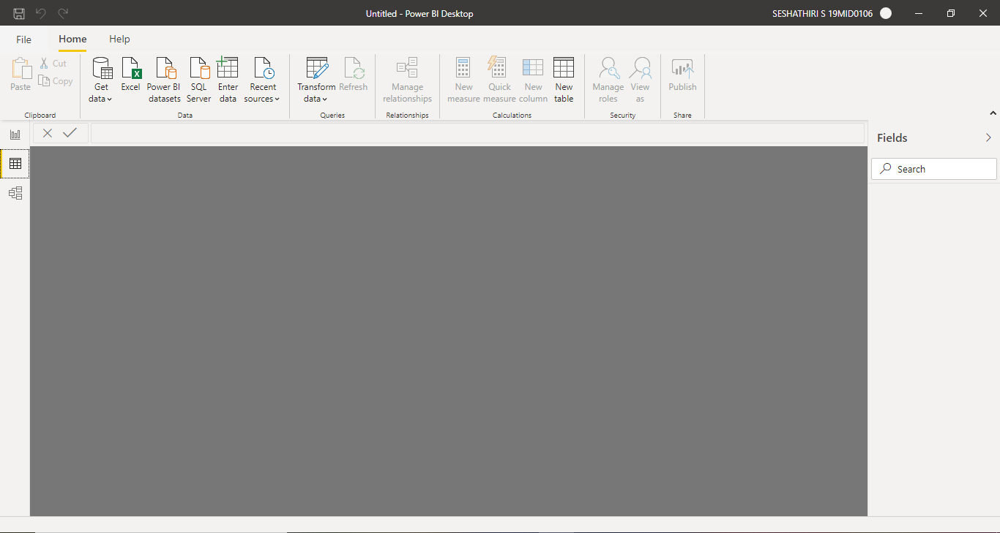 Untitled - Power BI Desktop
SESHATHIRI S 19MID0106
File
Home
Help
Paste
Cut
Copy
Clipboard
Get
data
Excel
Power BI
datasets
SQL
Server
Enter
data
Recent
sources
Data
Transform
data
Refresh
Queries
Manage
relationships
Relationships
New
measure
Quick
measure
New
column
New
table
Calculations
Manage
roles
View
as
Security
Publish
Share
Fields
Search